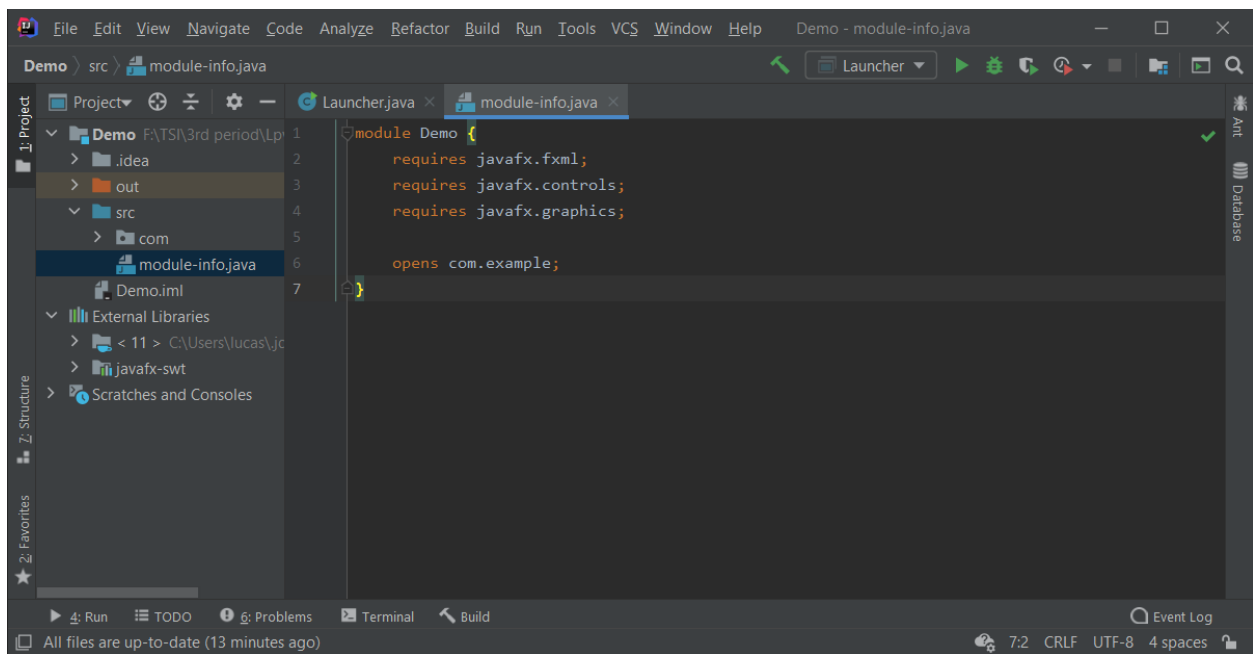 File Edit View Navigate Code Analyze Refactor Build Run Tools VCS Window Help Demo - module-info.java
Demo src module-info.java Launcher
1: Project
Project
Launcher.java module-info.java
Demo F:\TSI\3rd period\Lp
.idea
out
src
com
module-info.java
Demo.iml
External Libraries
< 11 > C:\Users\lucas\.jd
javafx-swt
Scratches and Consoles
1 module Demo {
2 requires javafx.fxml;
3 requires javafx.controls;
4 requires javafx.graphics;
5
6 opens com.example;
7 }
Ant
Database
7: Structure
2: Favorites
4: Run TODO 6: Problems Terminal Build Event Log
All files are up-to-date (13 minutes ago) 7:2 CRLF UTF-8 4 spaces